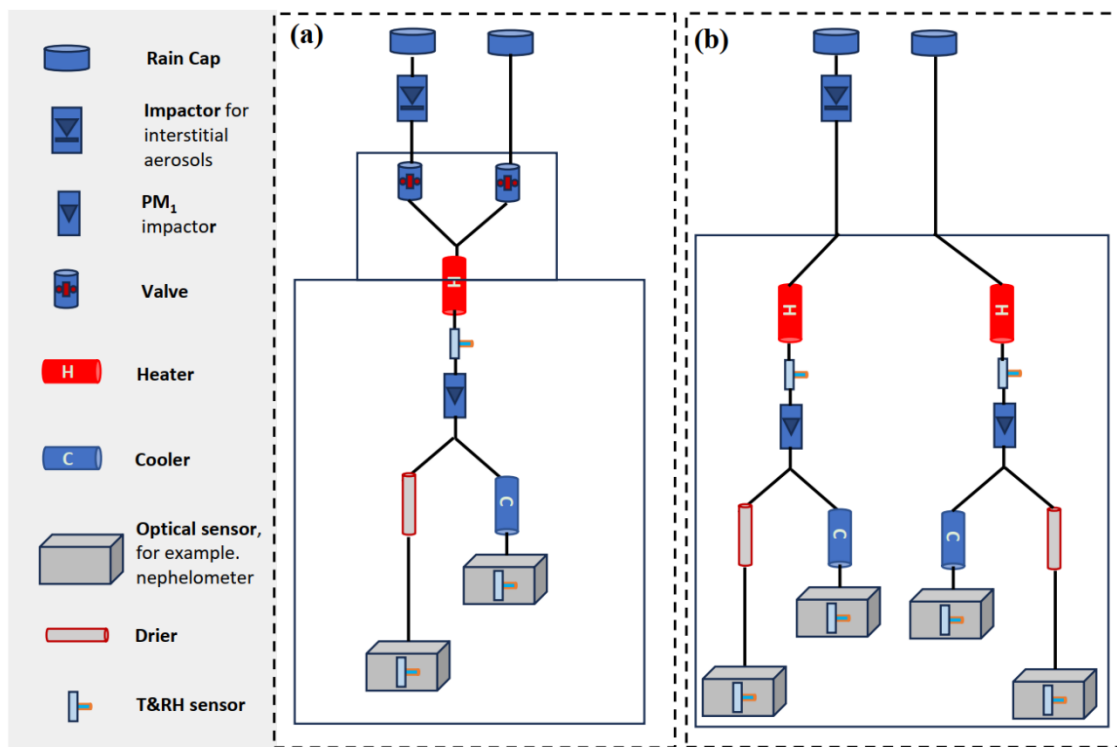 Rain Cap
Impactor for
interstitial
aerosols
PM₁
impactor
Valve
H
Heater
C
Cooler
Optical sensor,
for example.
nephelometer
Drier
T&RH sensor
(a)
H
C
(b)
H
H
C
C